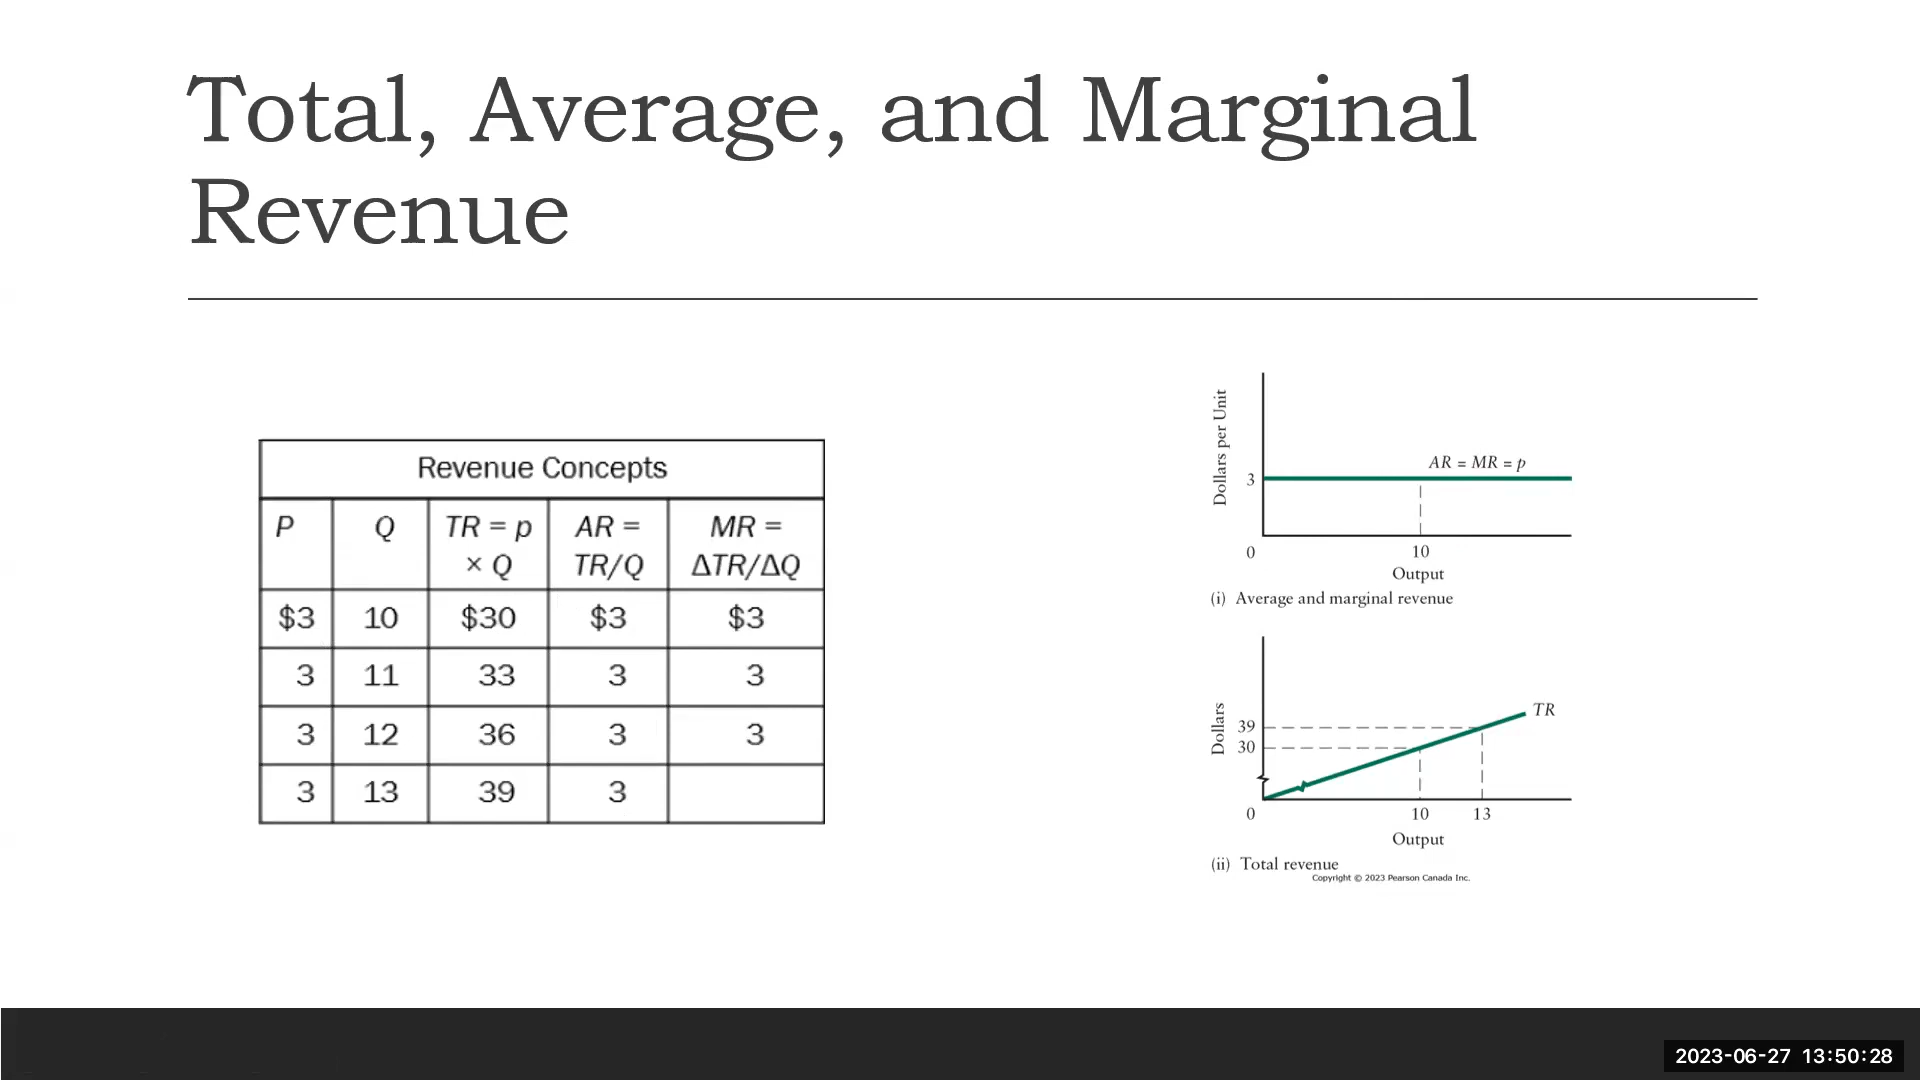 Total, Average, and Marginal
Revenue
Revenue Concepts
P Q TR = p AR = MR =
× Q TR/Q ΔTR/ΔQ
$3 10 $30 $3 $3
3 11 33 3 3
3 12 36 3 3
3 13 39 3
Dollars per Unit
AR = MR = p
3
0 10
Output
(i) Average and marginal revenue
Dollars
TR
39
30
0 10 13
Output
(ii) Total revenue
Copyright © 2023 Pearson Canada Inc.
2023-06-27 13:50:28